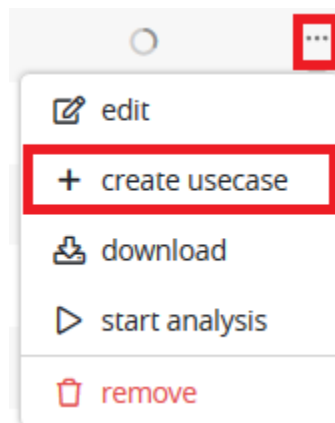 ...
edit
create usecase
download
start analysis
remove